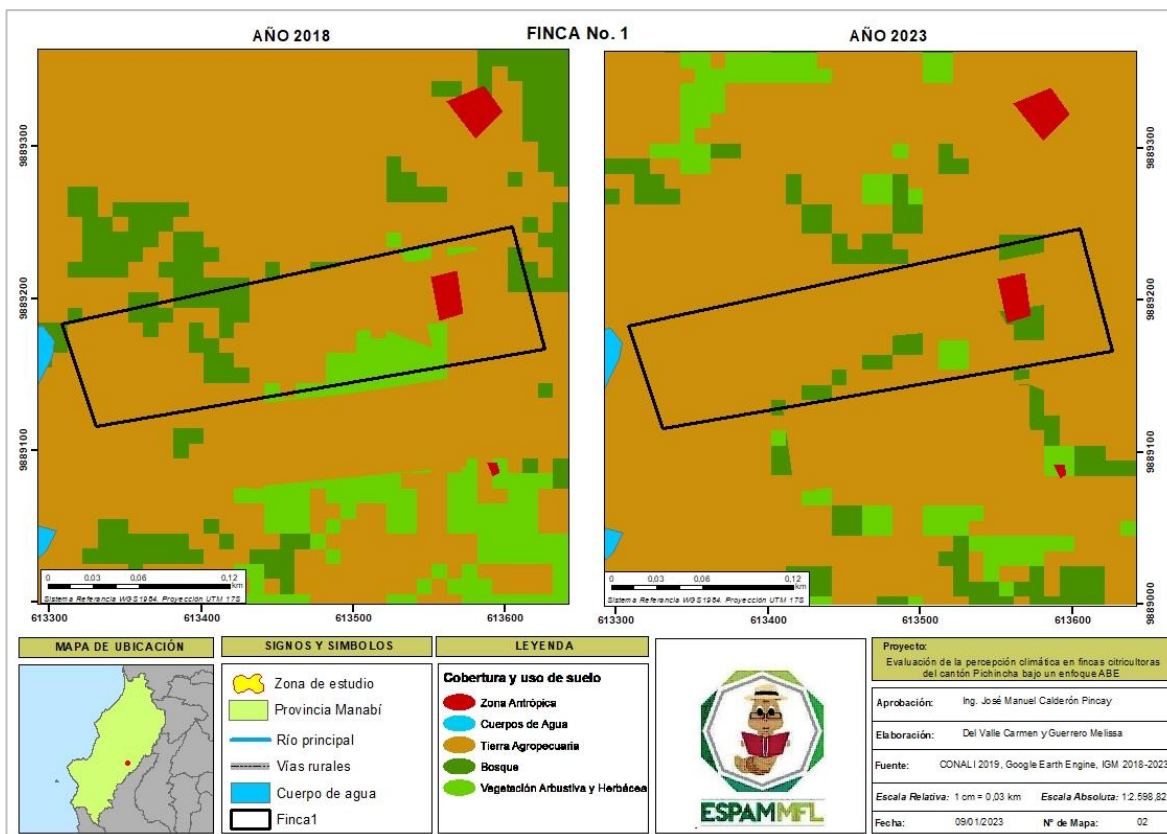 FINCA No. 1
AÑO 2018
AÑO 2023
9889300
9889200
9889100
0 0,03 0,06 0,12
km
Sistema Referencia WGS1984. Proyección UTM 17S
613300 613400 613500 613600
9889300
9889200
9889100
9889000
0 0,03 0,06 0,12
km
Sistema Referencia WGS1984. Proyección UTM 17S
613300 613400 613500 613600
MAPA DE UBICACIÓN
SIGNOS Y SIMBOLOS
Zona de estudio
Provincia Manabí
Río principal
Vías rurales
Cuerpo de agua
Finca1
LEYENDA
Cobertura y uso de suelo
Zona Antrópica
Cuerpos de Agua
Tierra Agropecuaria
Bosque
Vegetación Arbustiva y Herbácea
ESPAMMFL
Proyecto:
Evaluación de la percepción climática en fincas citricultoras
del cantón Pichincha bajo un enfoque ABE
Aprobación: Ing. José Manuel Calderón Pincay
Elaboración: Del Valle Carmen y Guerrero Melissa
Fuente: CONALI 2019, Google Earth Engine, IGM 2018-2023
Escala Relativa: 1 cm = 0,03 km Escala Absoluta: 1:2.598,82
Fecha: 09/01/2023 Nº de Mapa: 02